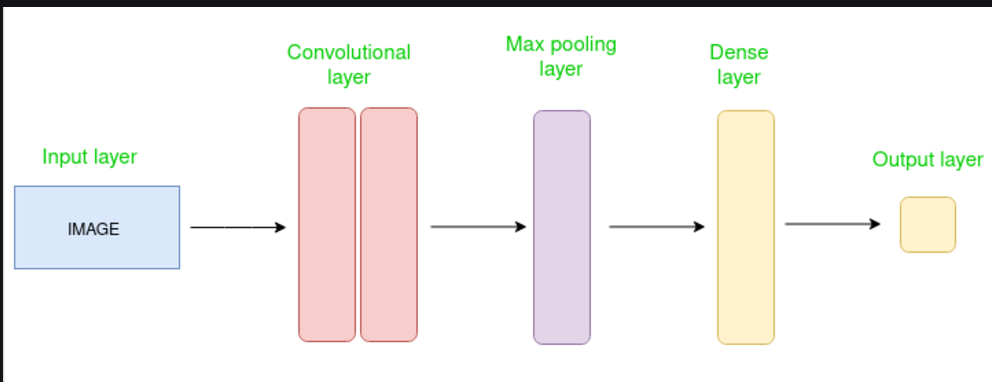 Convolutional
layer
Max pooling
layer
Dense
layer
Input layer
Output layer
IMAGE